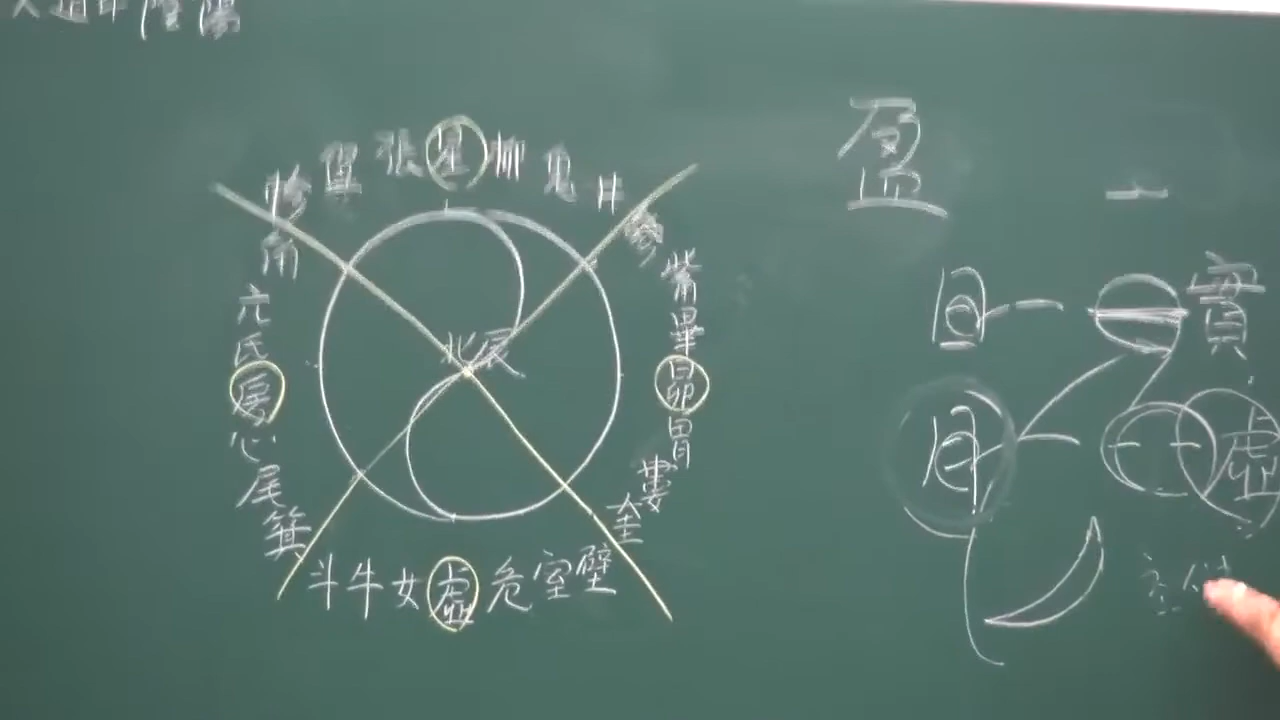 大道中陰陽
軫翼張星柳鬼井
角亢氐房心尾箕
北辰
參觜畢昴胃婁奎
斗牛女虛危室壁
盈
日
實
月
虛